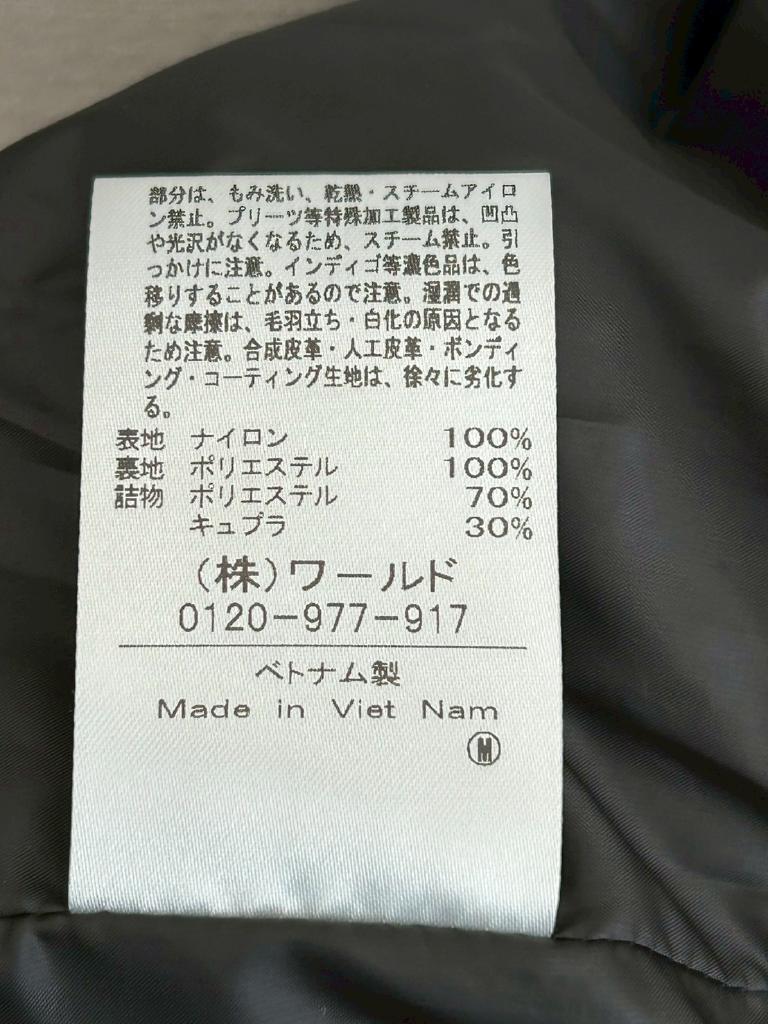 部分は、もみ洗い、乾熱・スチームアイロ
ン禁止。プリーツ等特殊加工製品は、凹凸
や光沢がなくなるため、スチーム禁止。引
っかけに注意。インディゴ等濃色品は、色
移りすることがあるので注意。湿潤での過
剰な摩擦は、毛羽立ち・白化の原因となる
ため注意。合成皮革・人工皮革・ボンディ
ング・コーティング生地は、徐々に劣化す
る。
表地 ナイロン 100%
裏地 ポリエステル 100%
詰物 ポリエステル 70%
キュプラ 30%
(株)ワールド
0120-977-917
ベトナム製
Made in Viet Nam
M